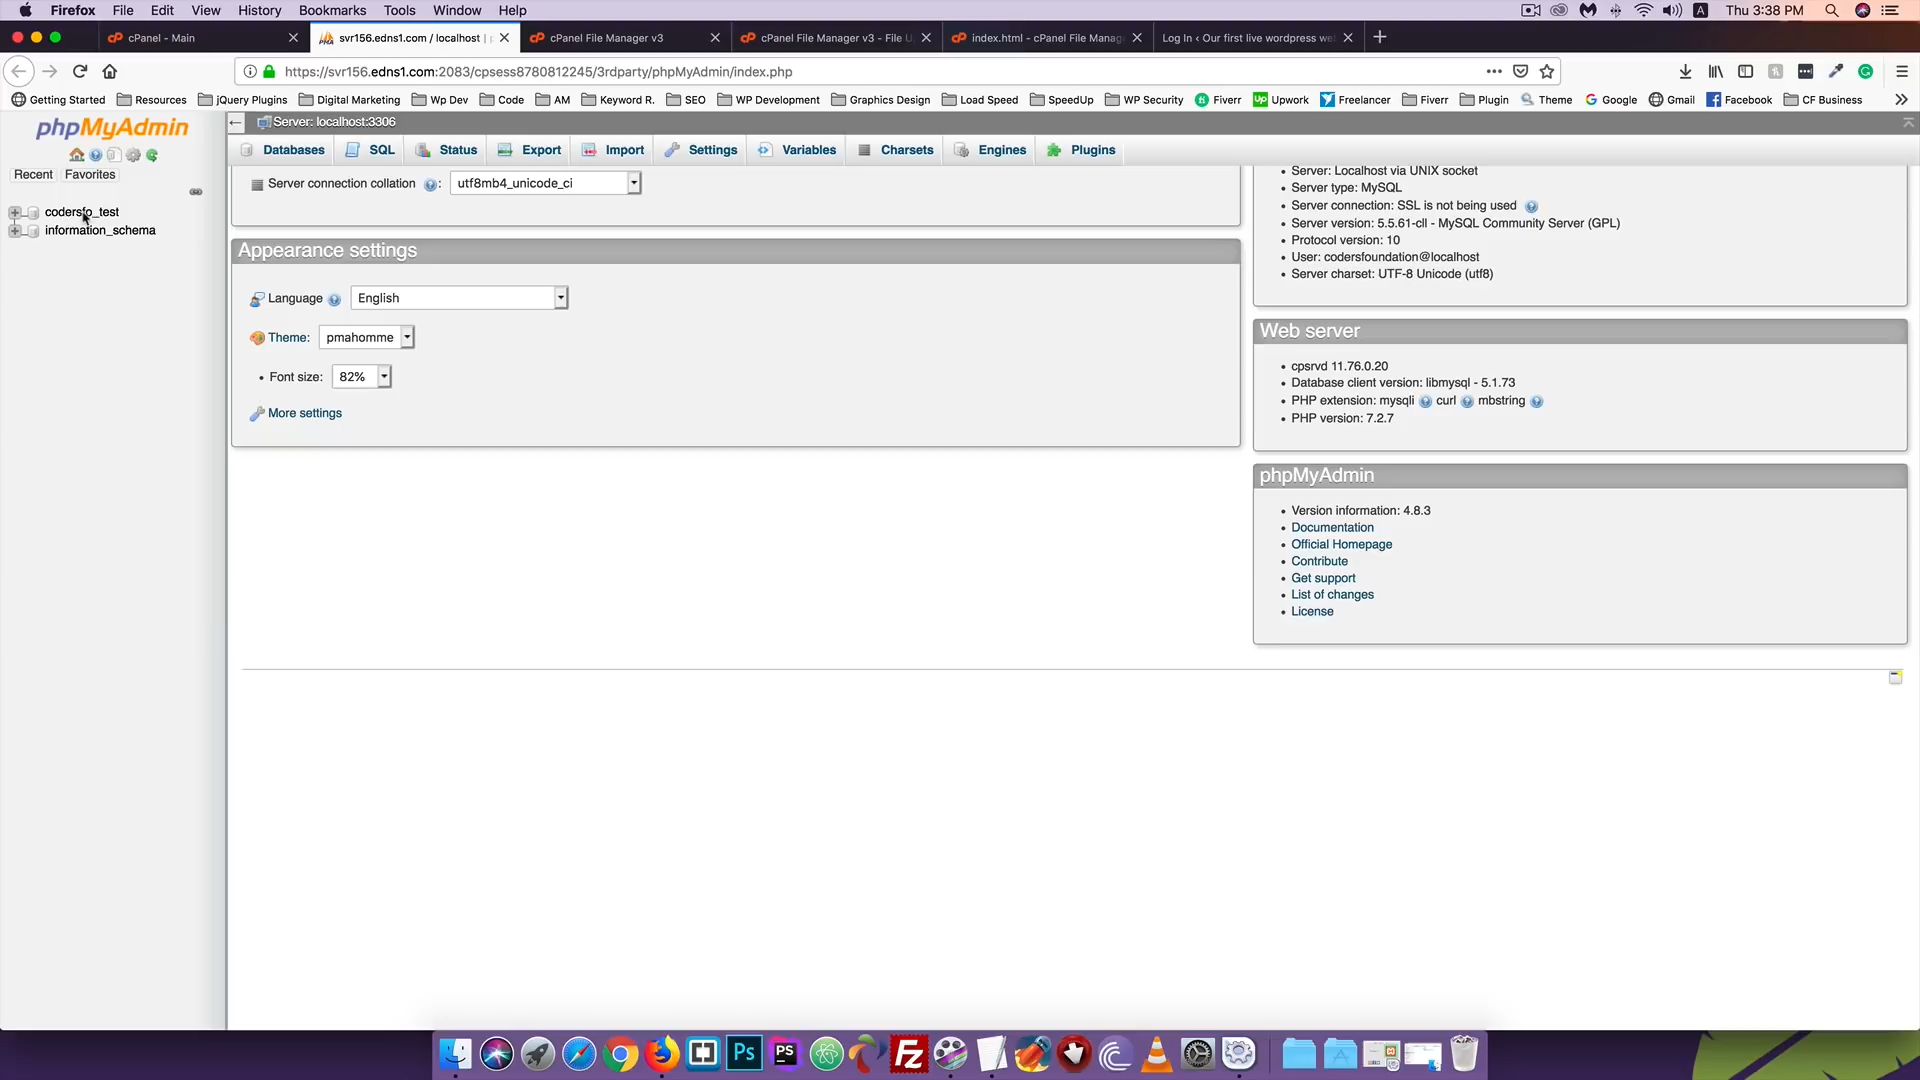 Firefox File Edit View History Bookmarks Tools Window Help
A Thu 3:38 PM
cPanel - Main
svr156.edns1.com / localhost |
cPanel File Manager v3
cPanel File Manager v3 - File U
index.html - cPanel File Manag
Log In ‹ Our first live wordpress we
https://svr156.edns1.com:2083/cpsess8780812245/3rdparty/phpMyAdmin/index.php
Getting Started Resources jQuery Plugins Digital Marketing Wp Dev Code AM Keyword R. SEO WP Development Graphics Design Load Speed SpeedUp WP Security Fiverr Upwork Freelancer Fiverr Plugin Theme Google Gmail Facebook CF Business
phpMyAdmin
Server: localhost:3306
Databases SQL Status Export Import Settings Variables Charsets Engines Plugins
Recent Favorites
codersfo_test
information_schema
Server connection collation : utf8mb4_unicode_ci
Appearance settings
Language English
Theme: pmahomme
Font size: 82%
More settings
Server: Localhost via UNIX socket
Server type: MySQL
Server connection: SSL is not being used
Server version: 5.5.61-cll - MySQL Community Server (GPL)
Protocol version: 10
User: codersfoundation@localhost
Server charset: UTF-8 Unicode (utf8)
Web server
cpsrvd 11.76.0.20
Database client version: libmysql - 5.1.73
PHP extension: mysqli curl mbstring
PHP version: 7.2.7
phpMyAdmin
Version information: 4.8.3
Documentation
Official Homepage
Contribute
Get support
List of changes
License
Ps PS FZ